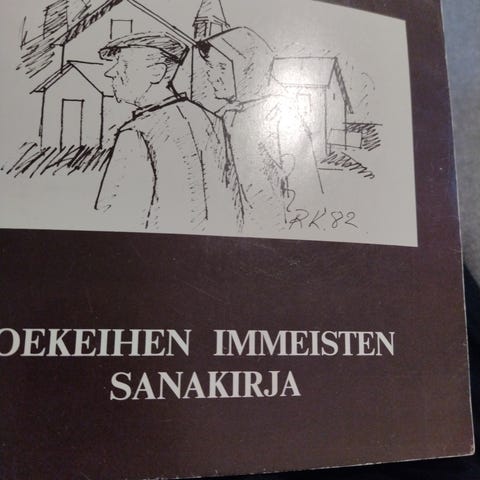 RK.82
OEKEIHEN IMMEISTEN
SANAKIRJA